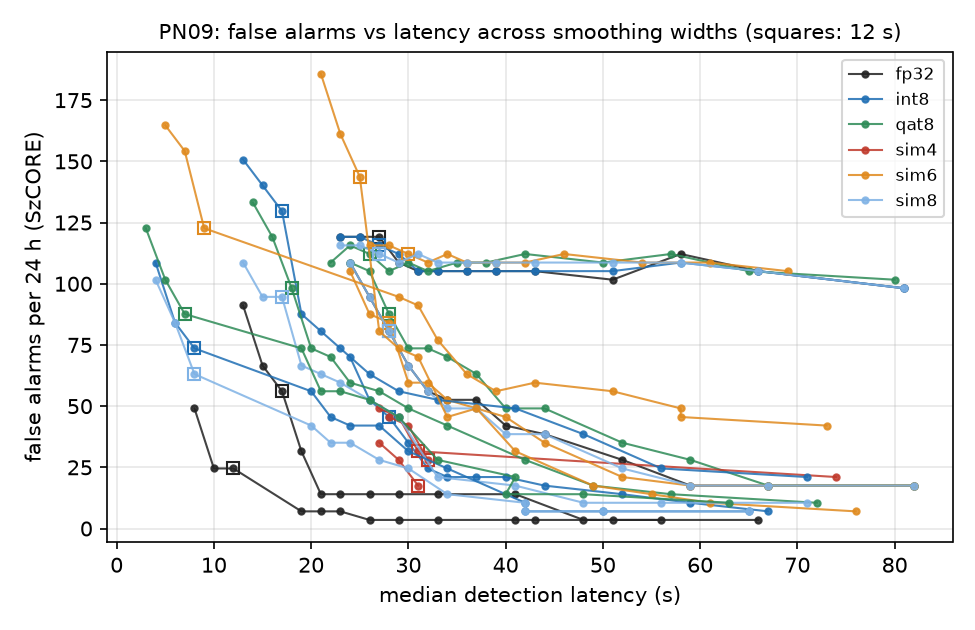 PN09: false alarms vs latency across smoothing widths (squares: 12 s)
fp32
int8
qat8
sim4
sim6
sim8
false alarms per 24 h (SzCORE)
175
150
125
100
75
50
25
0
0 10 20 30 40 50 60 70 80
median detection latency (s)